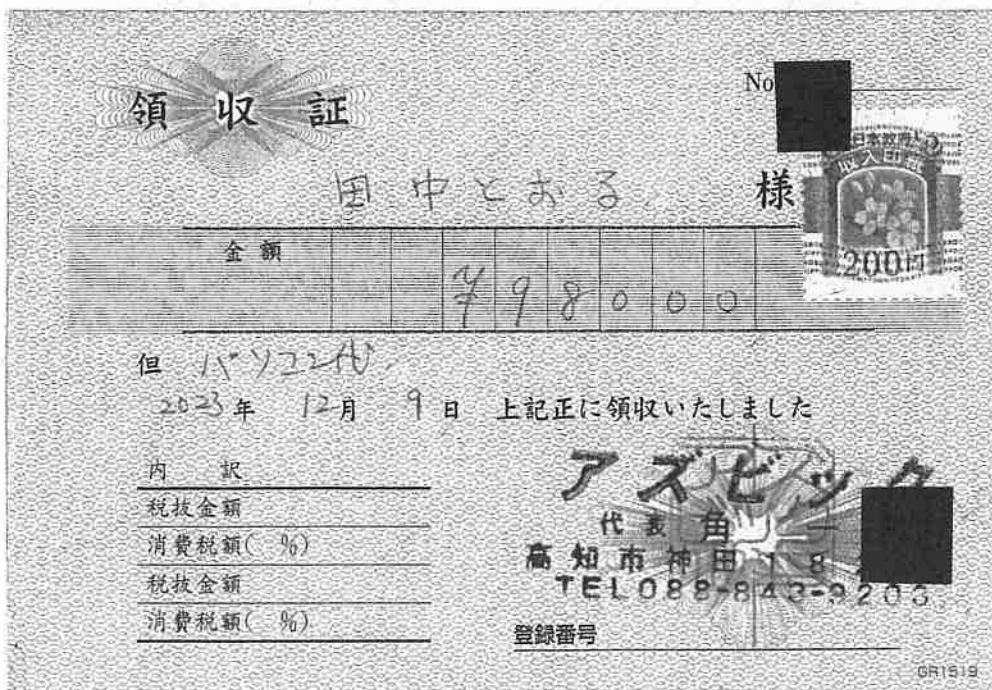 領収証
No
田中とおる 様
日本政府
収入印紙
200円
金額 ¥98000
但 パソコン代
2023年 12月 9日 上記正に領収いたしました
内 訳
税抜金額
消費税額( %)
税抜金額
消費税額( %)
アズビック
代表 角
高知市神田18
TEL088-843-9203
登録番号
GR1519